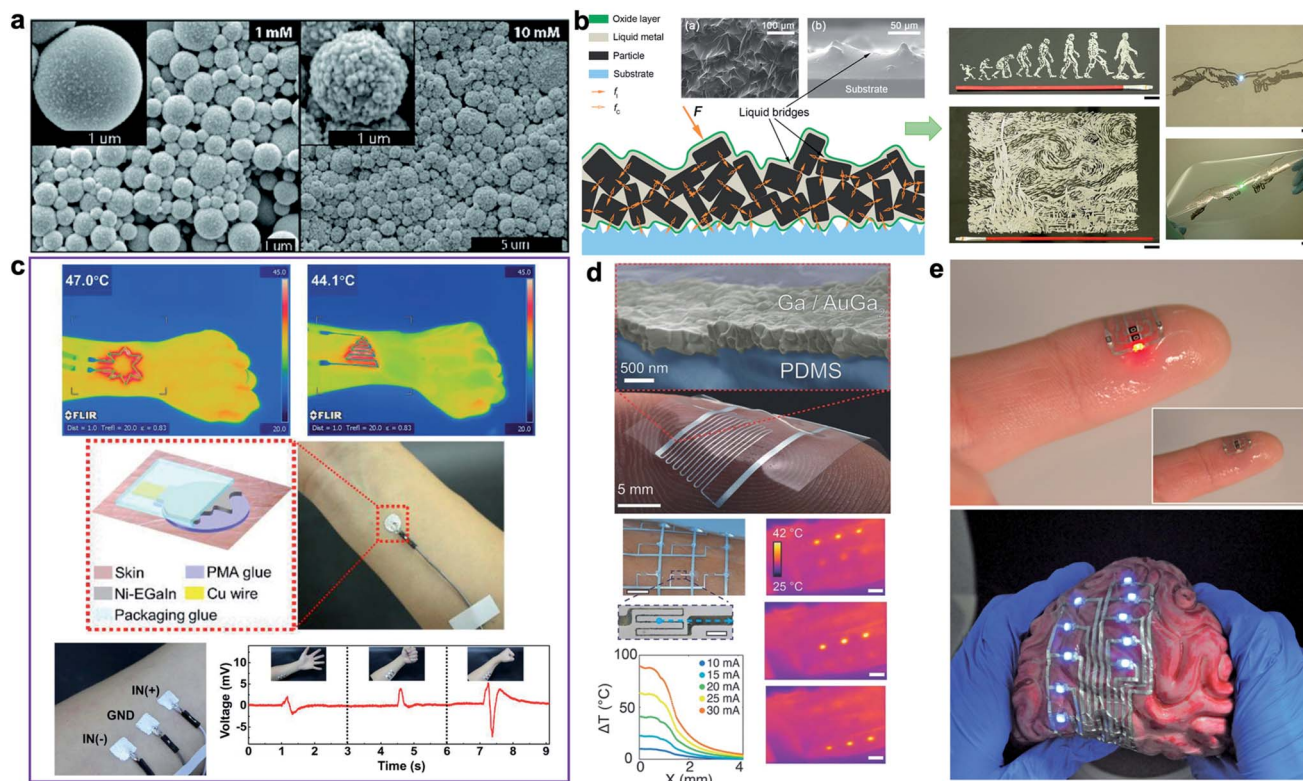 a
1 mM
1 um
1 um
10 mM
1 um
5 um
b
Oxide layer
Liquid metal
Particle
Substrate
ft
fc
(a)
100 µm
(b)
50 µm
Substrate
F
Liquid bridges
c
47.0°C
45.0
FLIR
Dist = 1.0 Trefl = 20.0 ε = 0.83
20.0
44.1°C
45.0
FLIR
Dist = 1.0 Trefl = 20.0 ε = 0.83
20.0
Skin
PMA glue
Ni-EGaIn
Cu wire
Packaging glue
IN(+)
GND
IN(-)
Voltage (mV)
10
5
0
-5
0 1 2 3 4 5 6 7 8 9
Time (s)
d
Ga / AuGa
500 nm
PDMS
5 mm
42 °C
25 °C
ΔT (°C)
100
50
0
10 mA
15 mA
20 mA
25 mA
30 mA
0 2 4
X (mm)
e